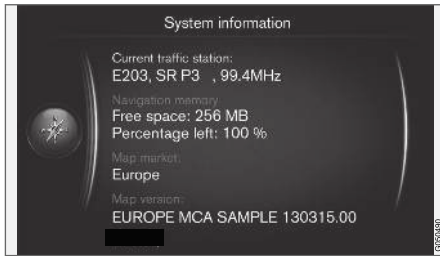 System information
Current traffic station:
E203, SR P3 , 99.4MHz
Navigation memory
Free space: 256 MB
Percentage left: 100 %
Map market:
Europe
Map version:
EUROPE MCA SAMPLE 130315.00
G050490